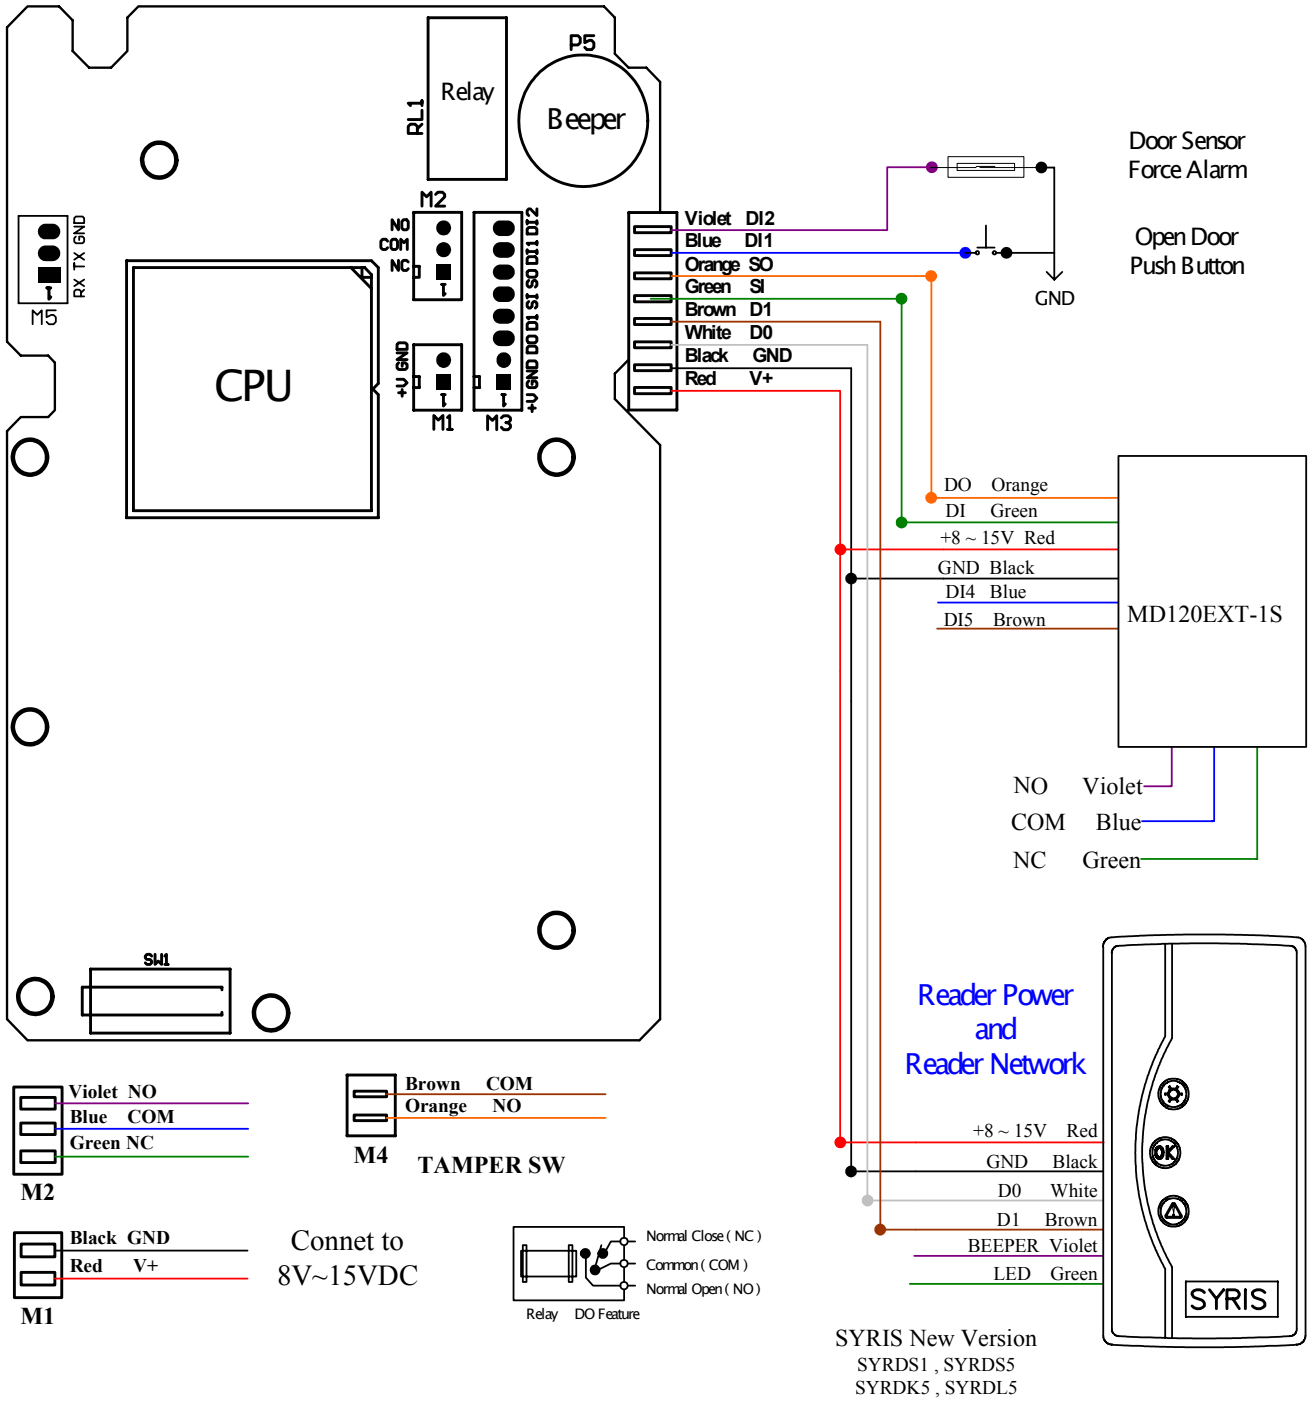 P5
Relay
RL1
Beeper
Door Sensor
Force Alarm
M2
NO
COM
NC
Violet DI2
Blue DI1
Orange SO
Green SI
Brown D1
White D0
Black GND
Red V+
Open Door
Push Button
GND
RX TX GND
M5
+V GND D0 D1 SI SO DI1 DI2
CPU
+V GND
M1
M3
DO Orange
DI Green
+8 ~ 15V Red
GND Black
DI4 Blue
DI5 Brown
MD120EXT-1S
NO Violet
COM Blue
NC Green
SW1
Reader Power
and
Reader Network
Violet NO
Blue COM
Green NC
M2
Brown COM
Orange NO
M4
TAMPER SW
+8 ~ 15V Red
GND Black
D0 White
D1 Brown
BEEPER Violet
LED Green
OK
SYRIS
Black GND
Red V+
M1
Connet to
8V~15VDC
Normal Close ( NC )
Common ( COM )
Normal Open ( NO )
Relay DO Feature
SYRIS New Version
SYRDS1 , SYRDS5
SYRDK5 , SYRDL5